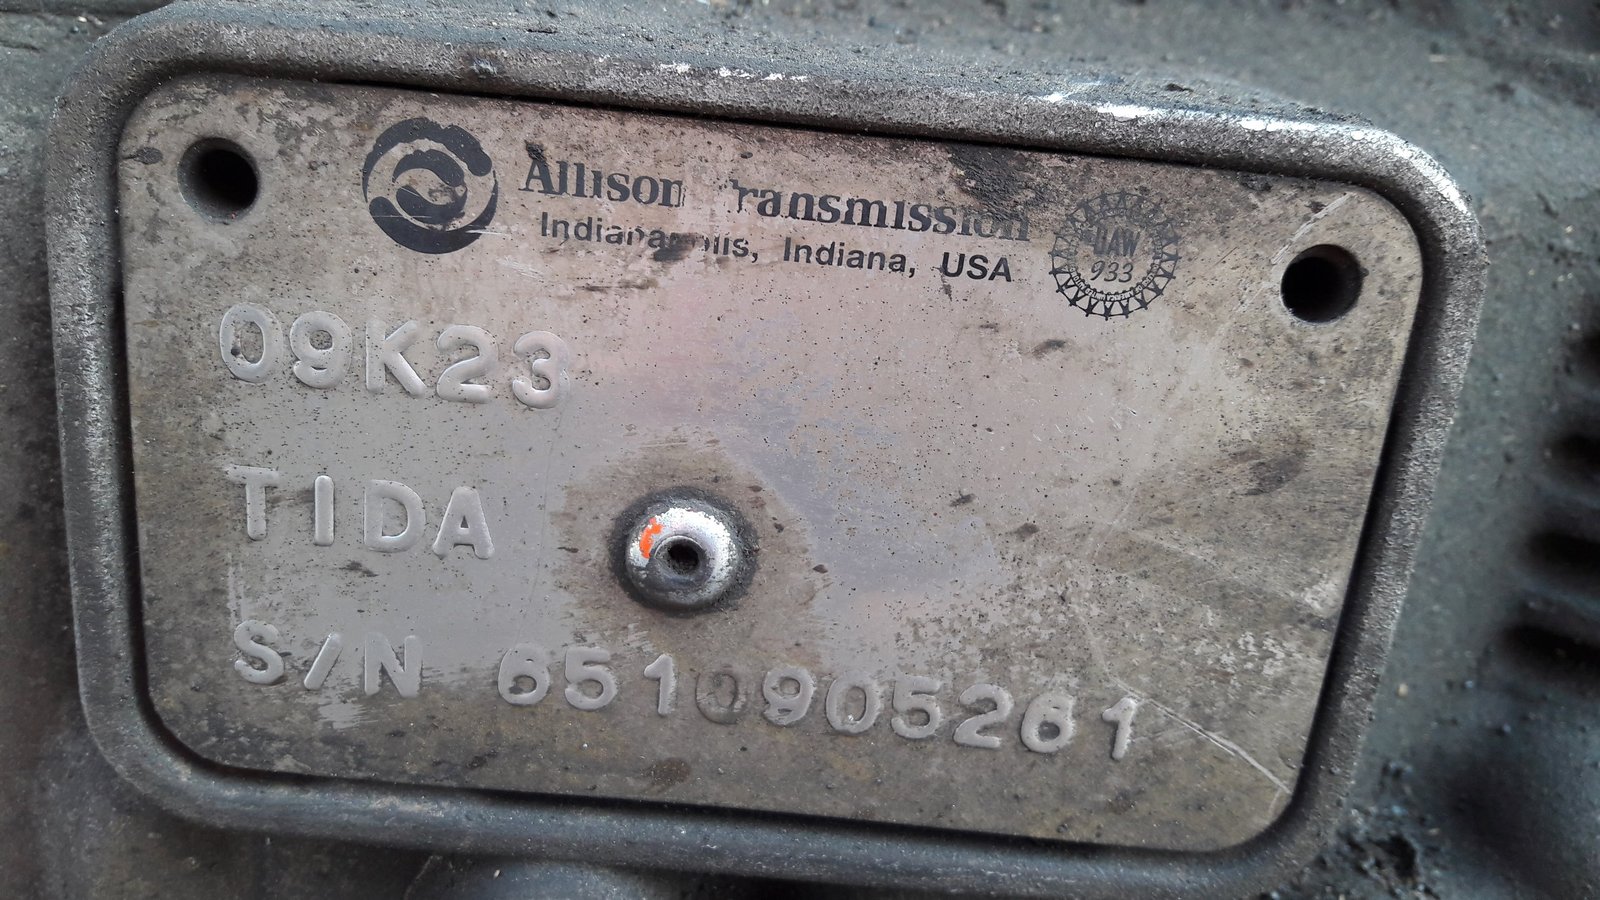 Allison Transmission
Indianapolis, Indiana, USA
UAW
933
09K23
TIDA
S/N 6510905261